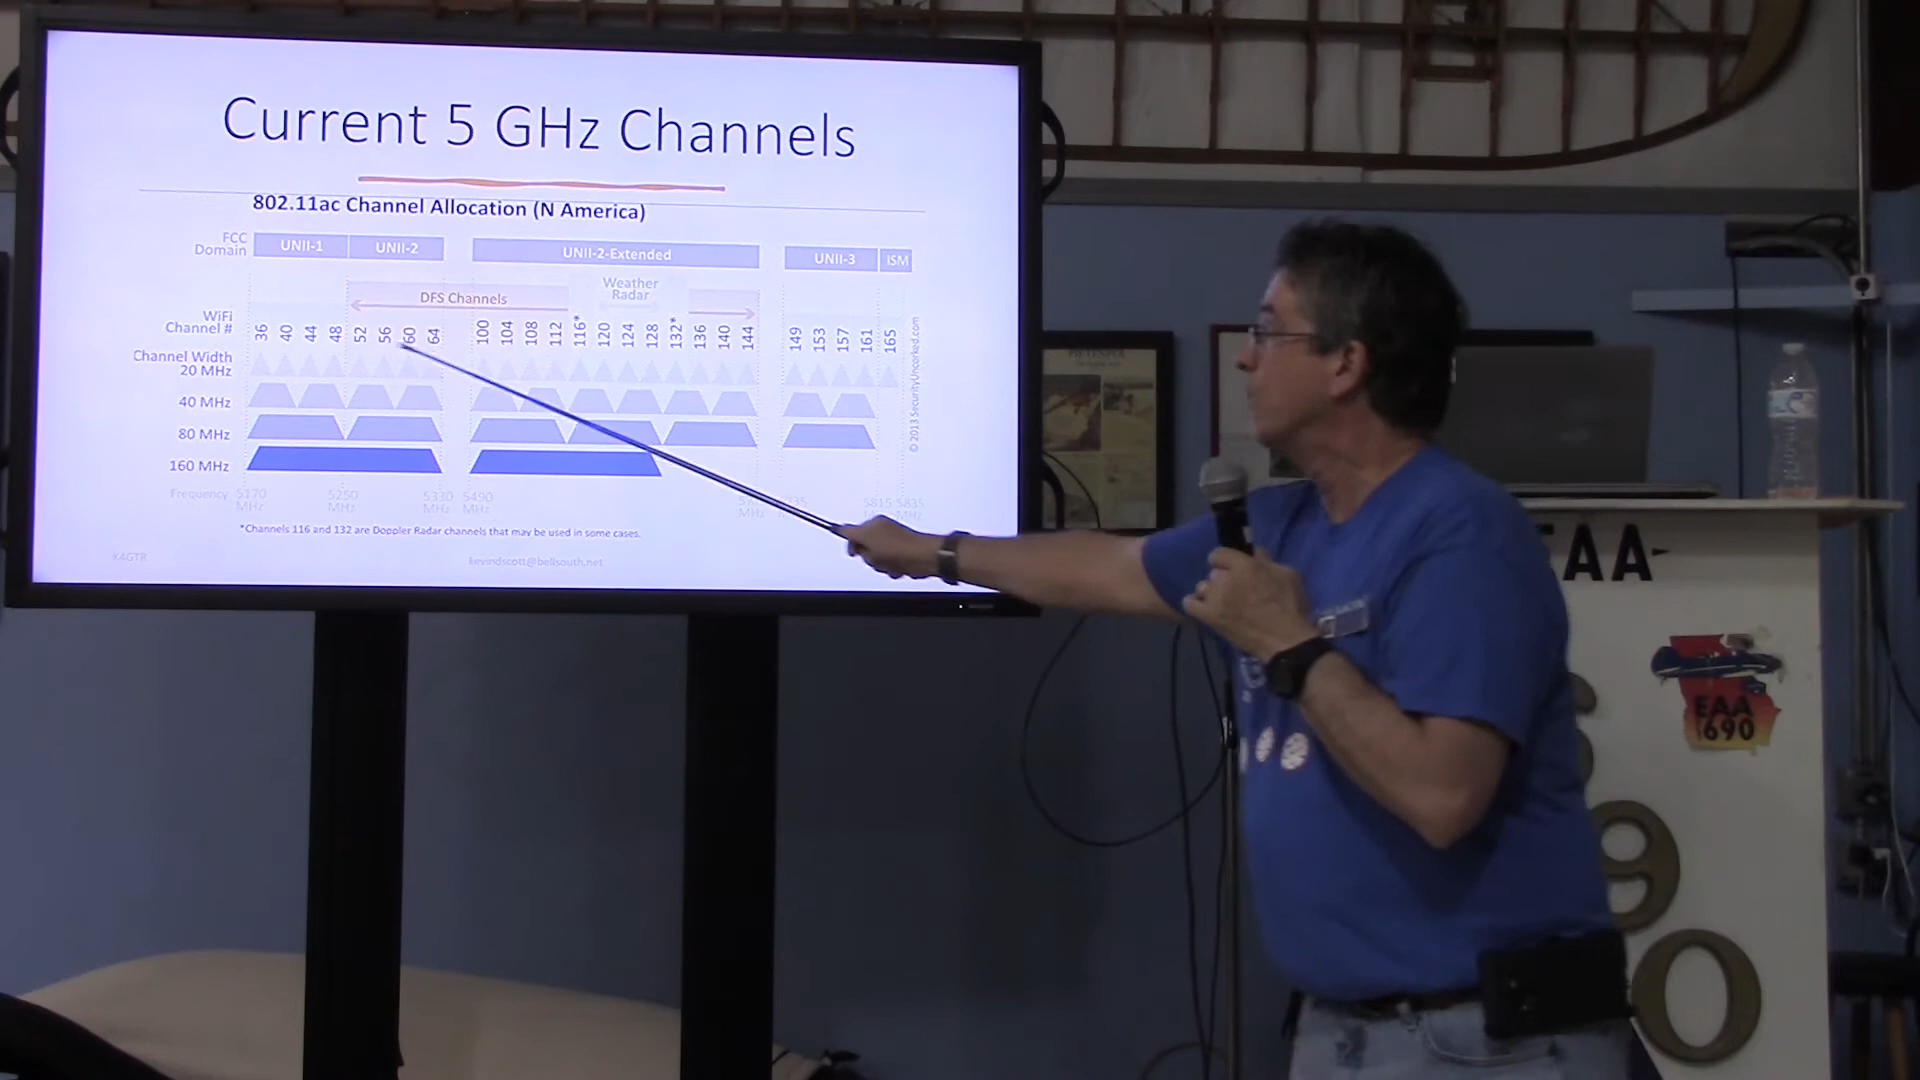 Current 5 GHz Channels
802.11ac Channel Allocation (N America)
FCC Domain
UNII-1 UNII-2 UNII-2-Extended UNII-3 ISM
DFS Channels
Weather Radar
WiFi Channel #
36 40 44 48 52 56 60 64 100 104 108 112 116* 120 124 128 132* 136 140 144 149 153 157 161 165
Channel Width
20 MHz
40 MHz
80 MHz
160 MHz
Frequency 5170 MHz 5250 MHz 5330 MHz 5490 MHz MHz 5815 5835 MHz
*Channels 116 and 132 are Doppler Radar channels that may be used in some cases.
© 2013 SecurityUncorked.com
K4GTR
kevindscott@bellsouth.net
EAA
EAA
690
90